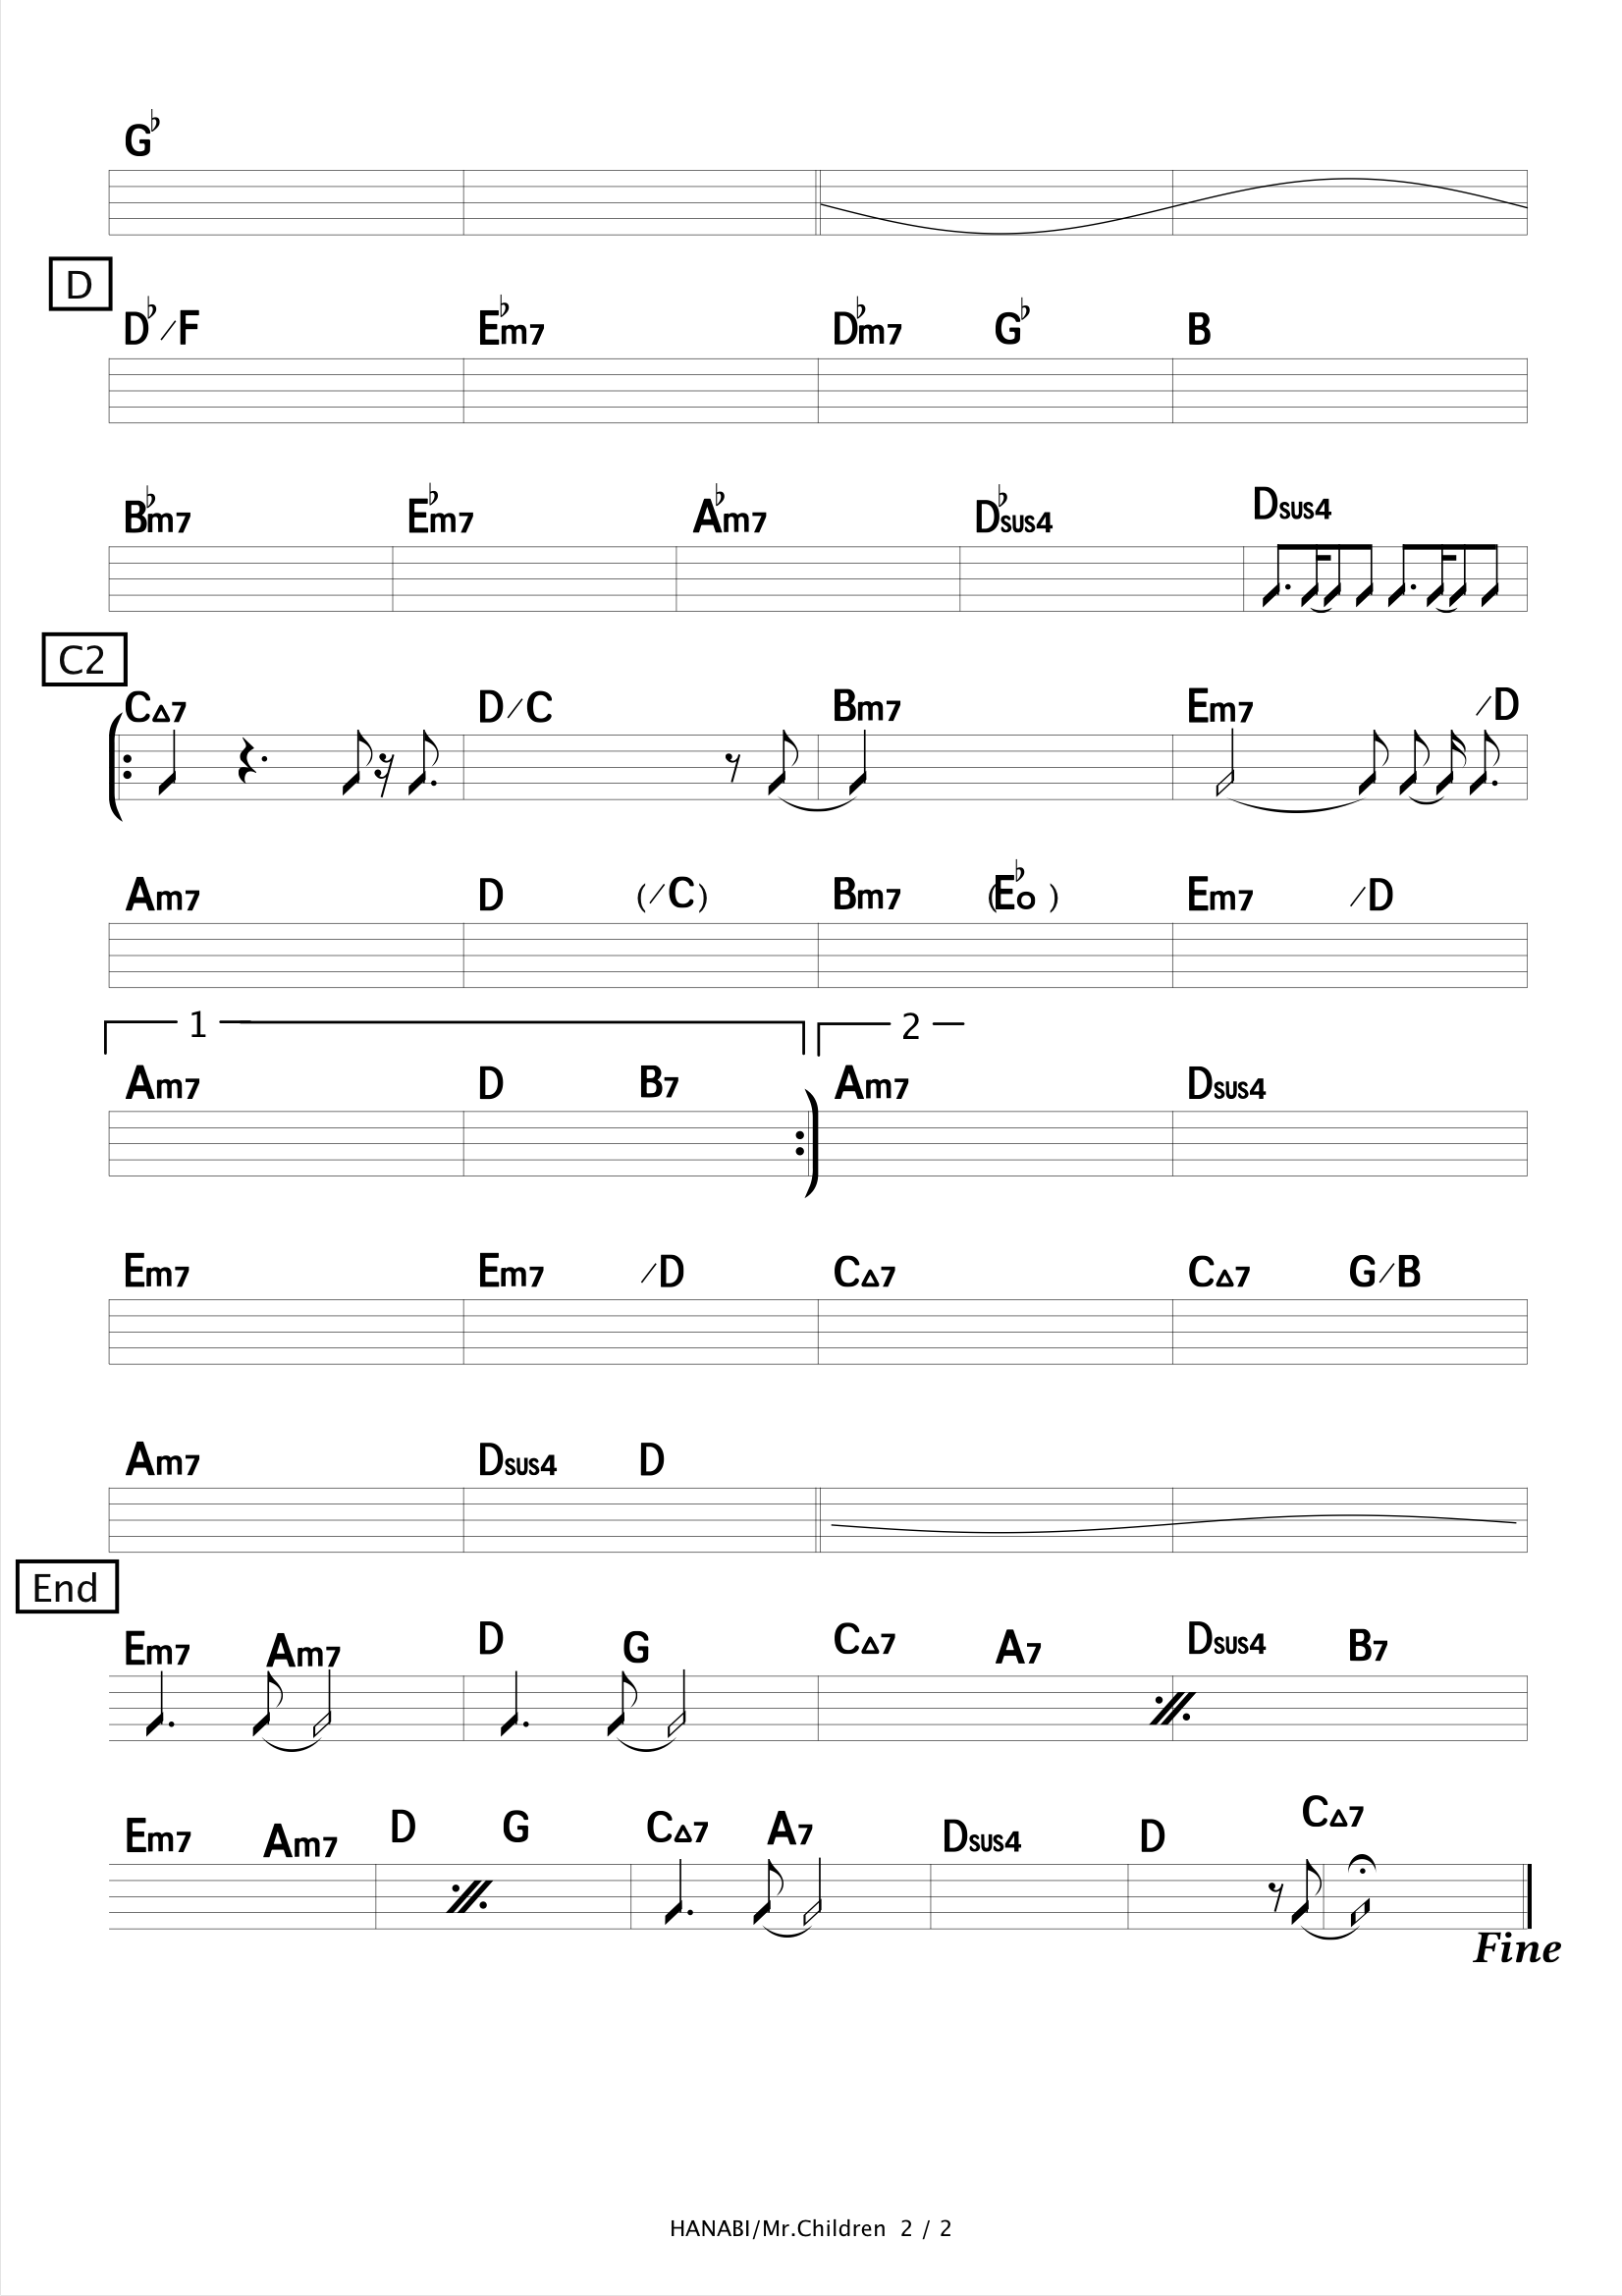 G♭
D
D♭/F E♭m7 D♭m7 G♭ B
B♭m7 E♭m7 A♭m7 D♭sus4 Dsus4
C2
C△7 D/C Bm7 Em7 /D
Am7 D (/C) Bm7 (E♭o) Em7 /D
1 2
Am7 D B7 Am7 Dsus4
Em7 Em7 /D C△7 C△7 G/B
Am7 Dsus4 D
End
Em7 Am7 D G C△7 A7 Dsus4 B7
Em7 Am7 D G C△7 A7 Dsus4 D C△7
Fine
HANABI/Mr.Children 2 / 2